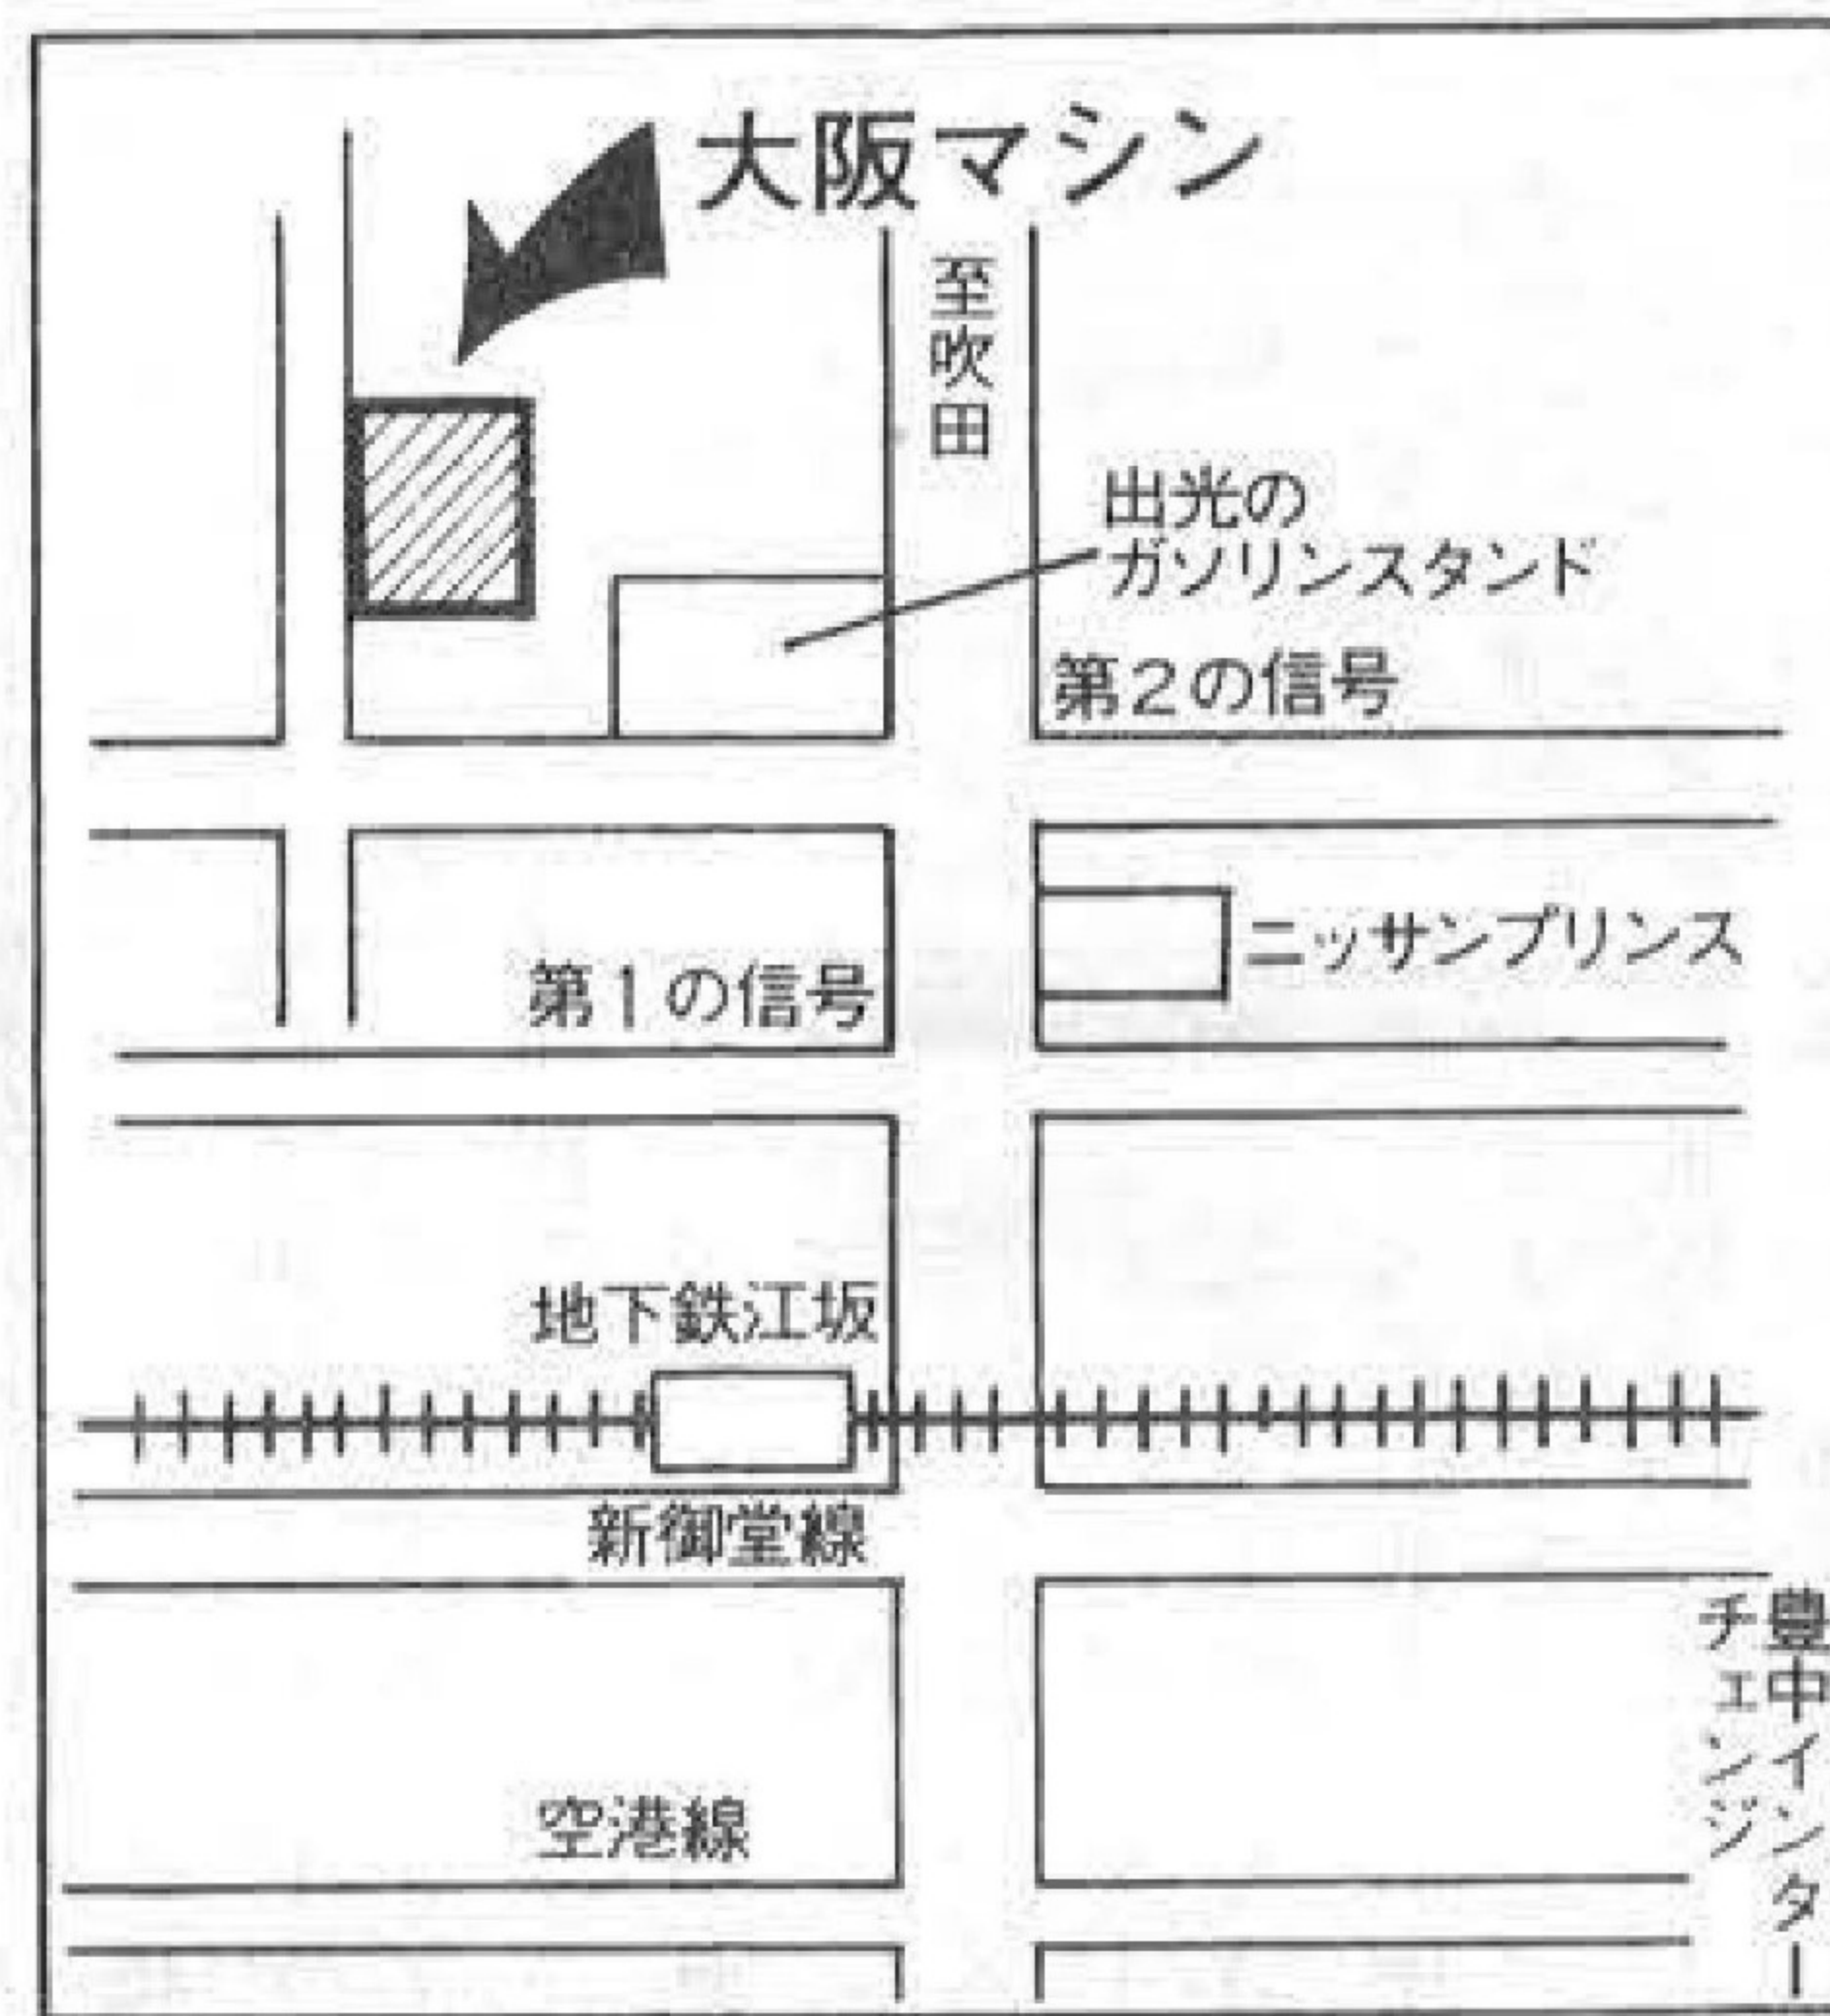 大阪マシン
至吹田
出光の
ガソリンスタンド
第2の信号
ニッサンプリンス
第1の信号
地下鉄江坂
新御堂線
豊中インター
チェンジ
空港線